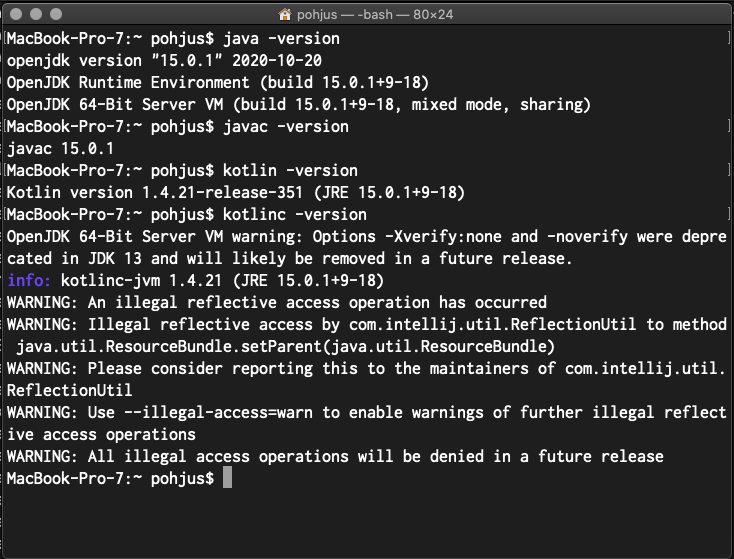 pohjus — -bash — 80×24
[MacBook-Pro-7:~ pohjus$ java -version ]
openjdk version "15.0.1" 2020-10-20
OpenJDK Runtime Environment (build 15.0.1+9-18)
OpenJDK 64-Bit Server VM (build 15.0.1+9-18, mixed mode, sharing)
[MacBook-Pro-7:~ pohjus$ javac -version ]
javac 15.0.1
[MacBook-Pro-7:~ pohjus$ kotlin -version ]
Kotlin version 1.4.21-release-351 (JRE 15.0.1+9-18)
[MacBook-Pro-7:~ pohjus$ kotlinc -version ]
OpenJDK 64-Bit Server VM warning: Options -Xverify:none and -noverify were depre
cated in JDK 13 and will likely be removed in a future release.
info: kotlinc-jvm 1.4.21 (JRE 15.0.1+9-18)
WARNING: An illegal reflective access operation has occurred
WARNING: Illegal reflective access by com.intellij.util.ReflectionUtil to method
 java.util.ResourceBundle.setParent(java.util.ResourceBundle)
WARNING: Please consider reporting this to the maintainers of com.intellij.util.
ReflectionUtil
WARNING: Use --illegal-access=warn to enable warnings of further illegal reflect
ive access operations
WARNING: All illegal access operations will be denied in a future release
MacBook-Pro-7:~ pohjus$